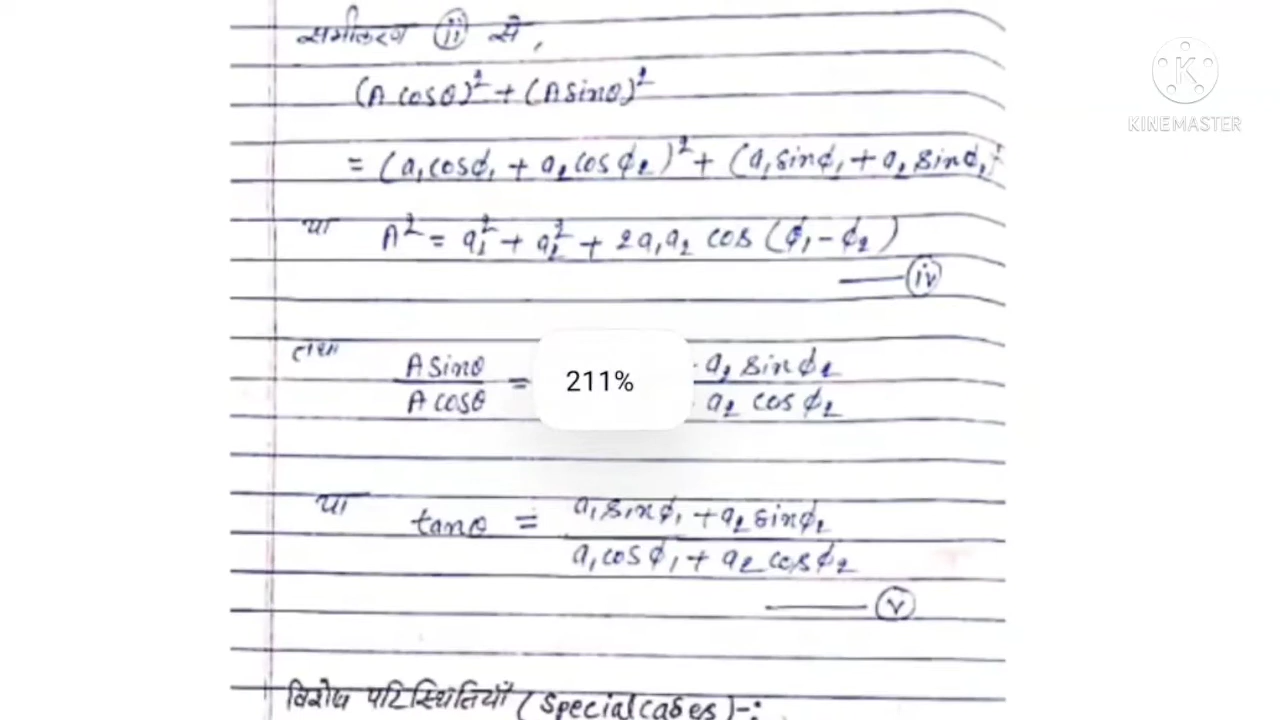 समीकरण (ii) से,
(A cosθ)² + (A sinθ)²
= (a₁cosϕ₁ + a₂cosϕ₂)² + (a₁sinϕ₁ + a₂sinϕ₁)²
या A² = a₁² + a₂² + 2a₁a₂ cos (ϕ₁-ϕ₂)
—— (iv)
तथा A sinθ / A cosθ = a₂ sinϕ₂ / a₂ cosϕ₂
211%
या tanθ = a₁sinϕ₁ + a₂sinϕ₂ / a₁cosϕ₁ + a₂cosϕ₂
—— (v)
विशेष परिस्थितियाँ (Special cases)-:
K
KINEMASTER